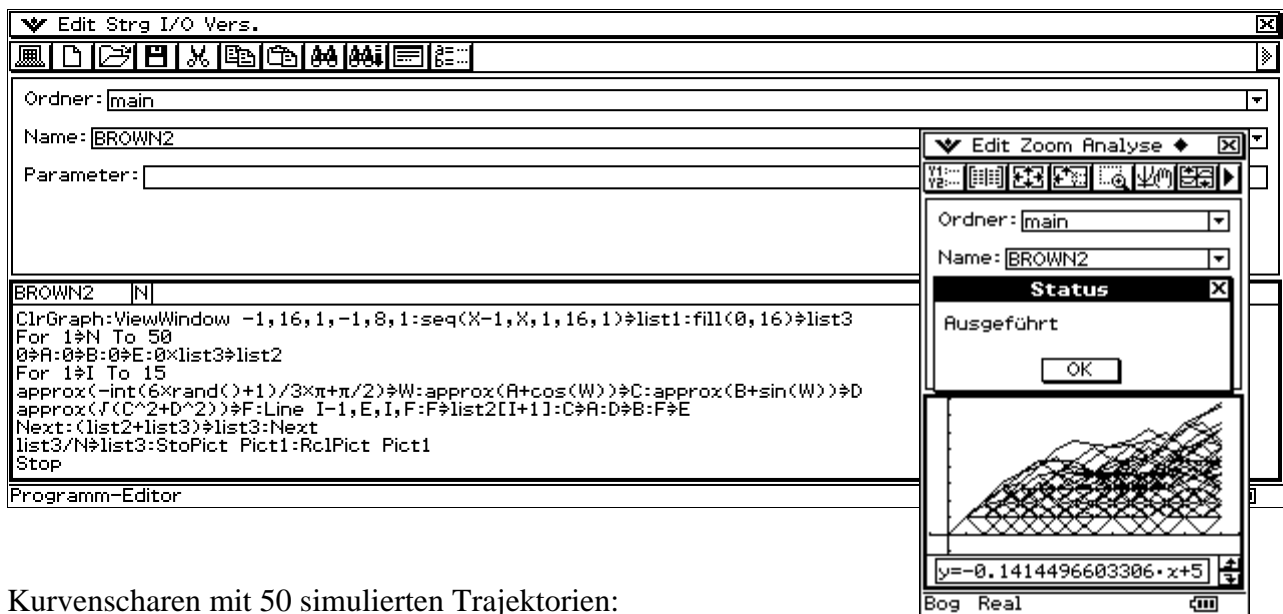 Edit Strg I/O Vers.
Ordner: main
Name: BROWN2
Parameter:
BROWN2 N
ClrGraph:ViewWindow -1,16,1,-1,8,1:seq(X-1,X,1,16,1)⇒list1:fill(0,16)⇒list3
For 1⇒N To 50
0⇒A:0⇒B:0⇒E:0×list3⇒list2
For 1⇒I To 15
approx(-int(6×rand()+1)/3×π+π/2)⇒W:approx(A+cos(W))⇒C:approx(B+sin(W))⇒D
approx(√(C^2+D^2))⇒F:Line I-1,E,I,F:F⇒list2[I+1]:C⇒A:D⇒B:F⇒E
Next:(list2+list3)⇒list3:Next
list3/N⇒list3:StoPict Pict1:RclPict Pict1
Stop
Programm-Editor
Edit Zoom Analyse
Ordner: main
Name: BROWN2
Status
Ausgeführt
OK
y=-0.1414496603306·x+5
Bog Real
Kurvenscharen mit 50 simulierten Trajektorien: